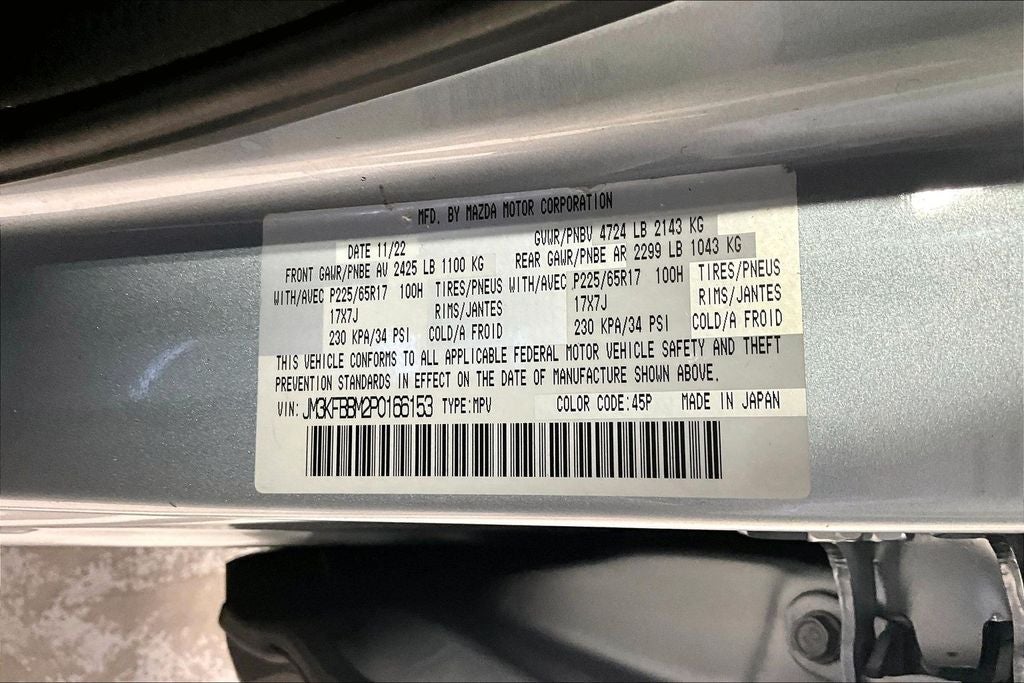 MFD. BY MAZDA MOTOR CORPORATION
DATE 11/22 GVWR/PNBV 4724 LB 2143 KG
FRONT GAWR/PNBE AV 2425 LB 1100 KG REAR GAWR/PNBE AR 2299 LB 1043 KG
WITH/AVEC P225/65R17 100H TIRES/PNEUS WITH/AVEC P225/65R17 100H TIRES/PNEUS
17X7J RIMS/JANTES 17X7J RIMS/JANTES
230 KPA/34 PSI COLD/A FROID 230 KPA/34 PSI COLD/A FROID
THIS VEHICLE CONFORMS TO ALL APPLICABLE FEDERAL MOTOR VEHICLE SAFETY AND THEFT
PREVENTION STANDARDS IN EFFECT ON THE DATE OF MANUFACTURE SHOWN ABOVE.
VIN: JM3KFBBM2P0166153 TYPE:MPV COLOR CODE:45P MADE IN JAPAN